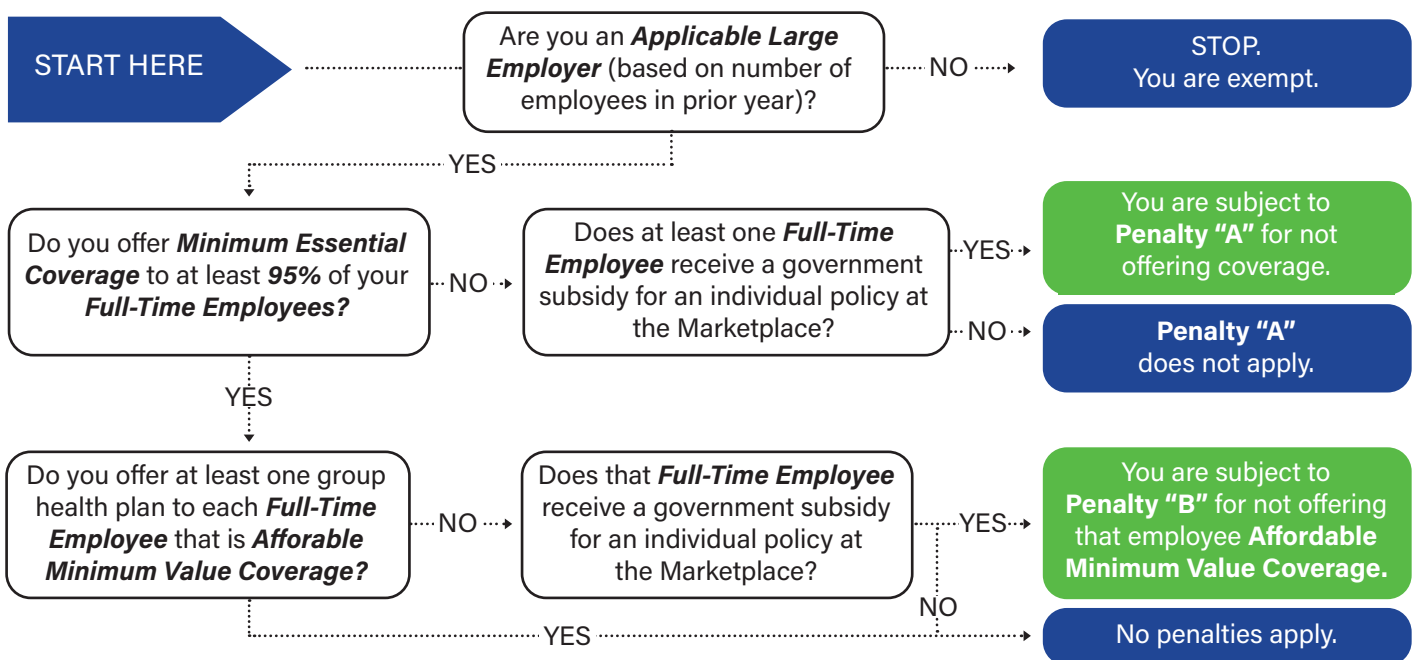 START HERE
Are you an Applicable Large
Employer (based on number of
employees in prior year)?
NO
STOP.
You are exempt.
YES
Do you offer Minimum Essential
Coverage to at least 95% of your
Full-Time Employees?
NO
Does at least one Full-Time
Employee receive a government
subsidy for an individual policy at
the Marketplace?
YES
You are subject to
Penalty “A” for not
offering coverage.
NO
Penalty “A”
does not apply.
YES
Do you offer at least one group
health plan to each Full-Time
Employee that is Afforable
Minimum Value Coverage?
NO
Does that Full-Time Employee
receive a government subsidy
for an individual policy at
the Marketplace?
YES
You are subject to
Penalty “B” for not offering
that employee Affordable
Minimum Value Coverage.
NO
YES
No penalties apply.